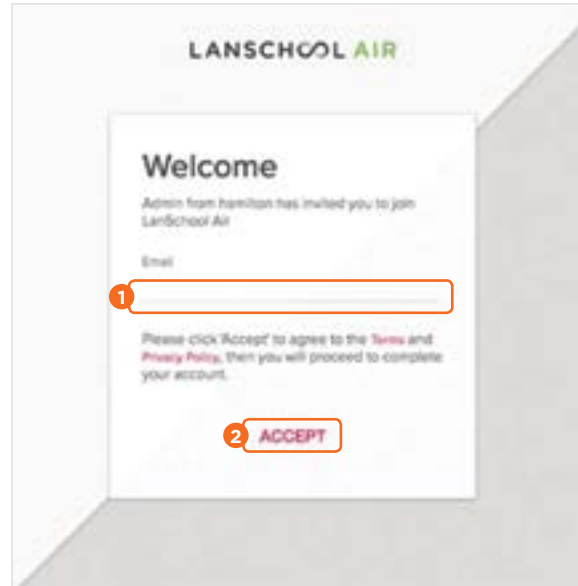 LANSCHOOL AIR
Welcome
Admin from hamilton has invited you to join
LanSchool Air
Email
1
Please click 'Accept' to agree to the Terms and
Privacy Policy, then you will proceed to complete
your account.
2 ACCEPT